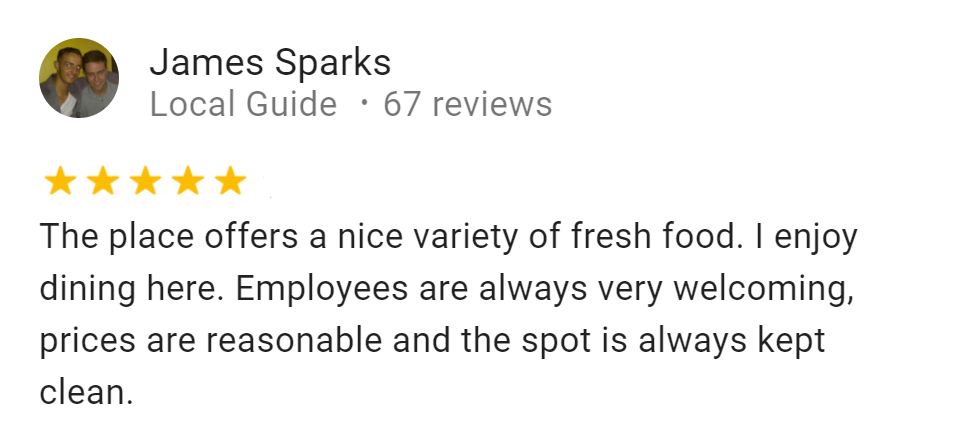 James Sparks
Local Guide · 67 reviews
The place offers a nice variety of fresh food. I enjoy
dining here. Employees are always very welcoming,
prices are reasonable and the spot is always kept
clean.